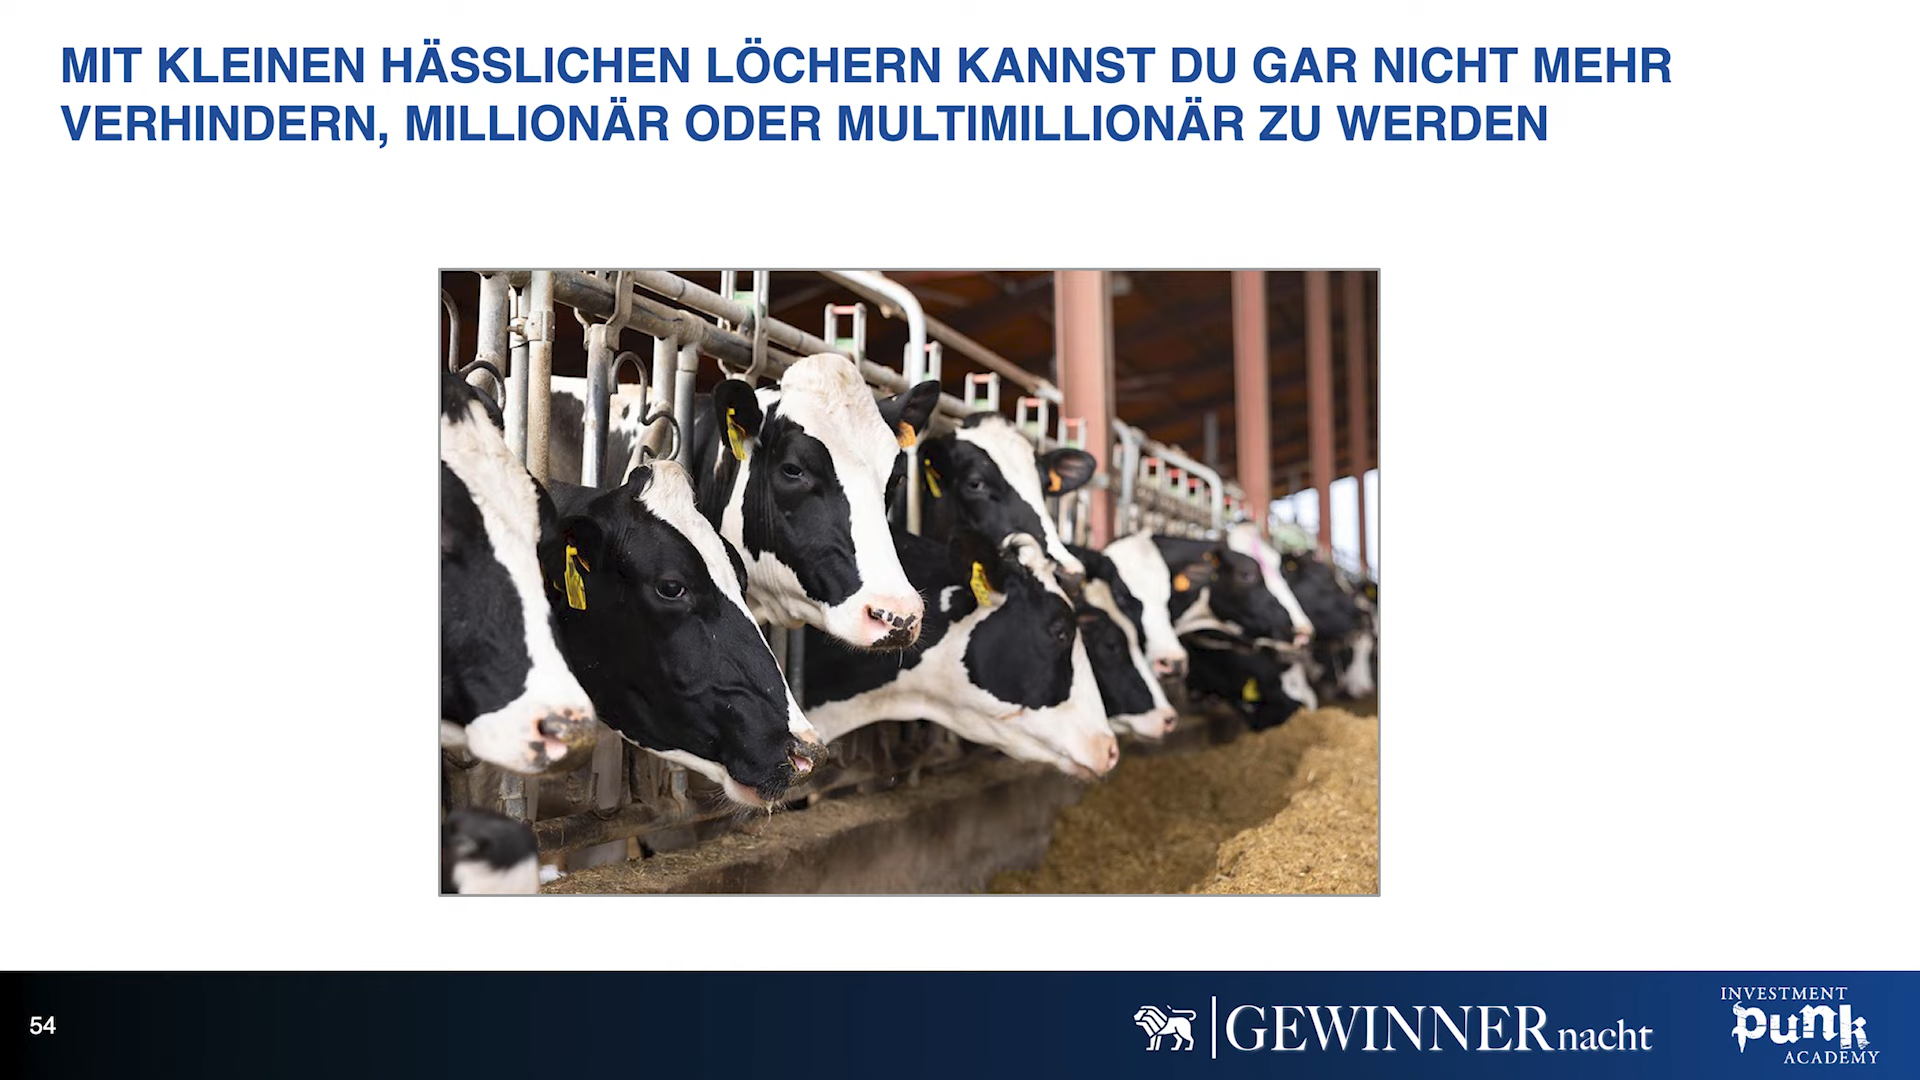 MIT KLEINEN HÄSSLICHEN LÖCHERN KANNST DU GAR NICHT MEHR
VERHINDERN, MILLIONÄR ODER MULTIMILLIONÄR ZU WERDEN
54
GEWINNERnacht
INVESTMENT
punk
ACADEMY